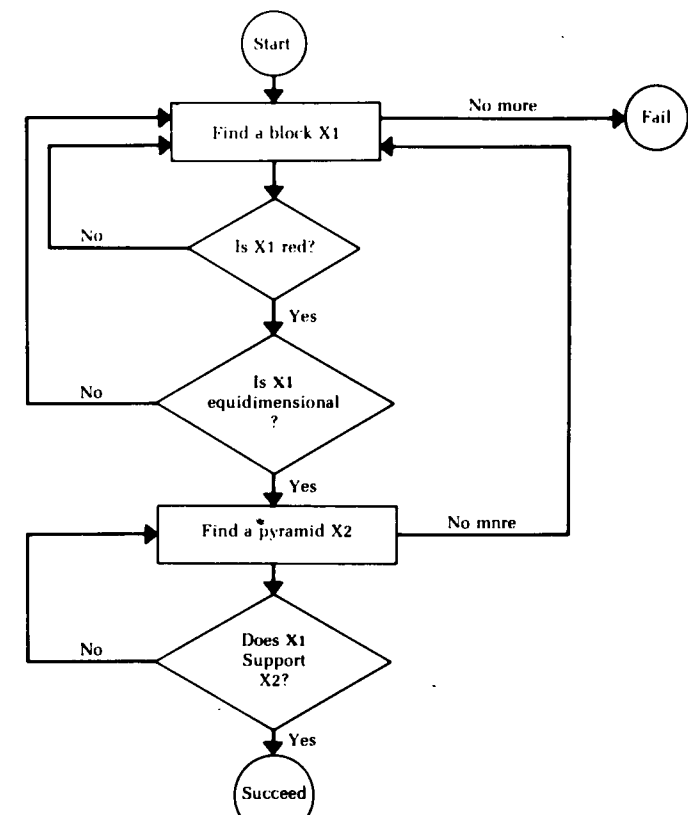 Start
Find a block X1
No more
Fail
Is X1 red?
No
Yes
Is X1
equidimensional
?
No
Yes
Find a pyramid X2
No mnre
Does X1
Support
X2?
No
Yes
Succeed